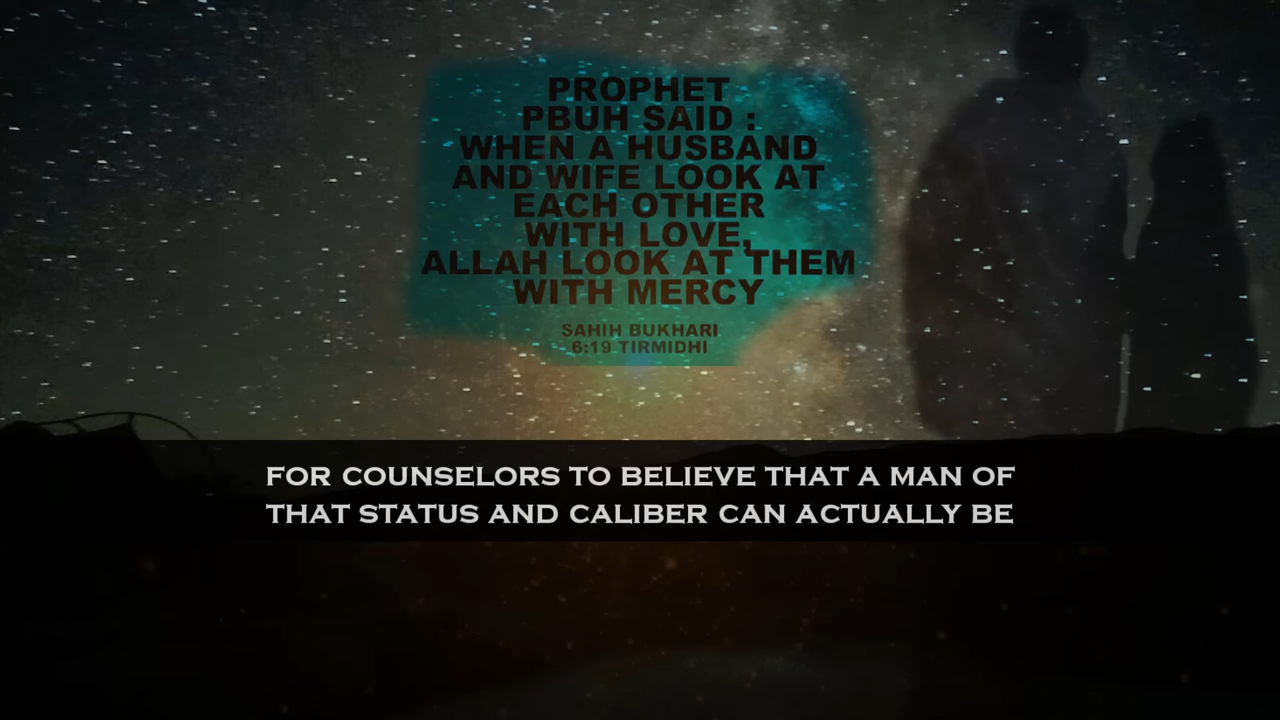 PROPHET
PBUH SAID :
WHEN A HUSBAND
AND WIFE LOOK AT
EACH OTHER
WITH LOVE,
ALLAH LOOK AT THEM
WITH MERCY
SAHIH BUKHARI
6:19 TIRMIDHI
FOR COUNSELORS TO BELIEVE THAT A MAN OF
THAT STATUS AND CALIBER CAN ACTUALLY BE